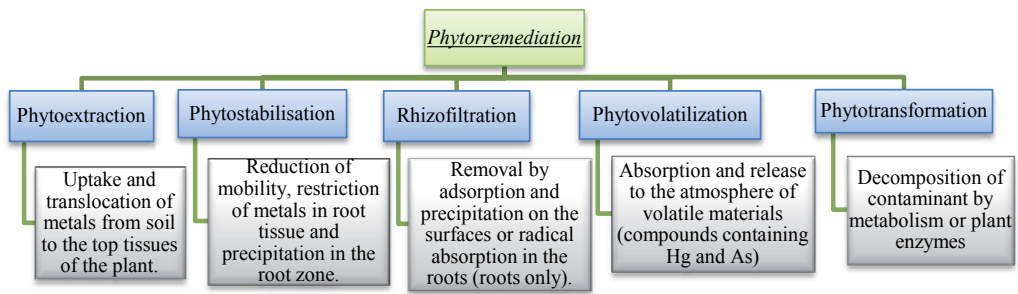 Phytorremediation
Phytoextraction
Uptake and
translocation of
metals from soil
to the top tissues
of the plant.
Phytostabilisation
Reduction of
mobility, restriction
of metals in root
tissue and
precipitation in the
root zone.
Rhizofiltration
Removal by
adsorption and
precipitation on the
surfaces or radical
absorption in the
roots (roots only).
Phytovolatilization
Absorption and release
to the atmosphere of
volatile materials
(compounds containing
Hg and As)
Phytotransformation
Decomposition of
contaminant by
metabolism or plant
enzymes